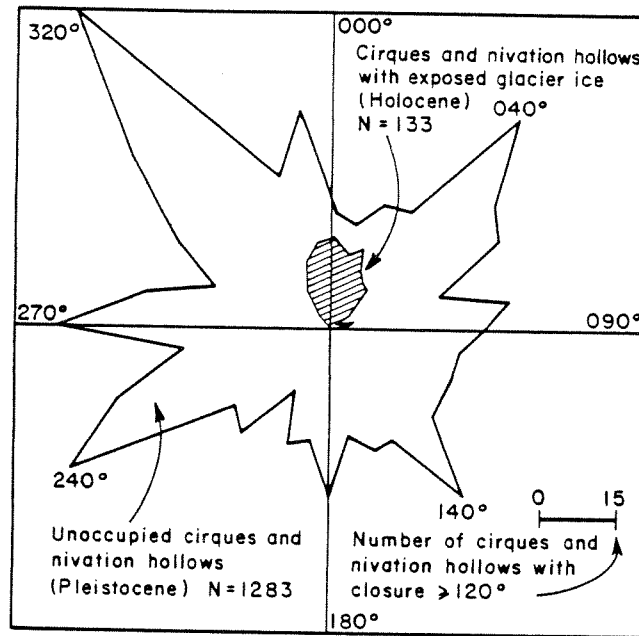 320°
000°
Cirques and nivation hollows
with exposed glacier ice
(Holocene)
N = 133
040°
270°
090°
240°
140°
0 15
Unoccupied cirques and
nivation hollows
(Pleistocene) N = 1283
Number of cirques and
nivation hollows with
closure ⩾ 120°
180°